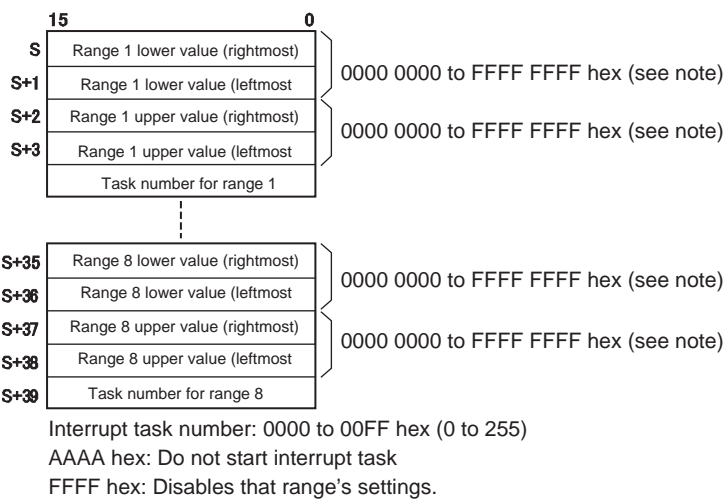 15 0
S Range 1 lower value (rightmost)
S+1 Range 1 lower value (leftmost
0000 0000 to FFFF FFFF hex (see note)
S+2 Range 1 upper value (rightmost)
S+3 Range 1 upper value (leftmost
0000 0000 to FFFF FFFF hex (see note)
Task number for range 1
S+35 Range 8 lower value (rightmost)
S+36 Range 8 lower value (leftmost
0000 0000 to FFFF FFFF hex (see note)
S+37 Range 8 upper value (rightmost)
S+38 Range 8 upper value (leftmost
0000 0000 to FFFF FFFF hex (see note)
S+39 Task number for range 8
Interrupt task number: 0000 to 00FF hex (0 to 255)
AAAA hex: Do not start interrupt task
FFFF hex: Disables that range's settings.